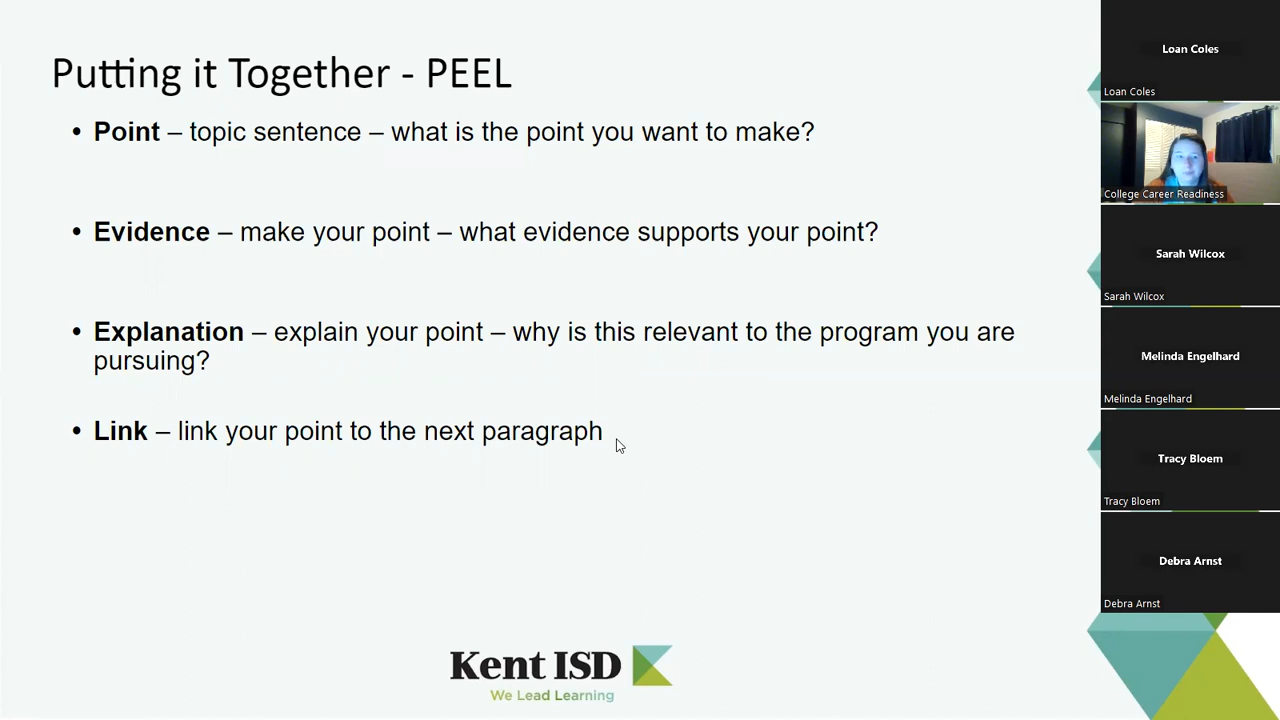 Putting it Together - PEEL
• Point – topic sentence – what is the point you want to make?
• Evidence – make your point – what evidence supports your point?
• Explanation – explain your point – why is this relevant to the program you are
pursuing?
• Link – link your point to the next paragraph
Kent ISD
We Lead Learning
Loan Coles
Loan Coles
College Career Readiness
Sarah Wilcox
Sarah Wilcox
Melinda Engelhard
Melinda Engelhard
Tracy Bloem
Tracy Bloem
Debra Arnst
Debra Arnst